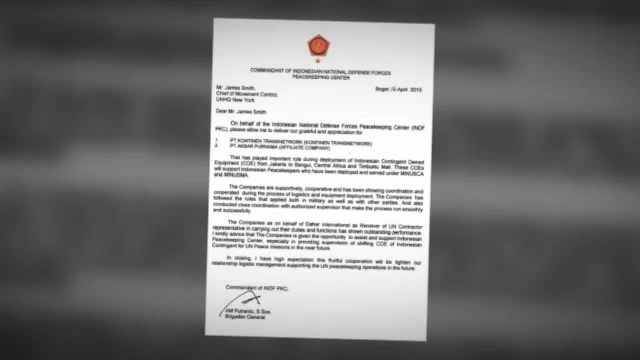 COMMANDANT OF INDONESIAN NATIONAL DEFENSE FORCES
PEACEKEEPING CENTER
Mr. James Smith,
Bogor, April 2015
Chief of Movement Control,
UNHQ New York
Dear Mr. James Smith
On behalf of the Indonesian National Defense Forces Peacekeeping Center (INDF
PKC), please allow me to deliver our grateful and appreciation for
1. PT. KONTINEN TRANSNETWORK (KONTINEN TRANSNETWORK)
2. PT. AKBAR PURNAMA (AFFILIATE COMPANY)
That has played important role during deployment of Indonesian Contingent Owned
Equipment (COE) from Jakarta to Bangui, Central Africa and Timbuktu Mali. These COEs
will support Indonesian Peacekeepers who have been deployed and served under MINUSCA
and MINUSMA.
The Companies are supportively, cooperative and has been showing coordination and
cooperated during the process of logistics and equipment deployment. The Companies has
followed the rules that applied both in military as well as with other parties. And also
conducted close coordination with authorized supervisor that make the process run smoothly
and successfully.
The Companies as on behalf of Daher International as Receiver of UN Contractor
representative in carrying out their duties and functions has shown outstanding performance.
I kindly advice that The Companies is given the opportunity to assist and support Indonesian
Peacekeeping Center, especially in providing supervision of shifting COE of Indonesian
Contingent for UN Peace missions in the near future.
In closing, I have high expectation this fruitful cooperation will be tighten our
relationship logistic management supporting the UN peacekeeping operations in the future.
Commandant of INDF PKC,
AM Putranto, S.Sos.
Brigadier General